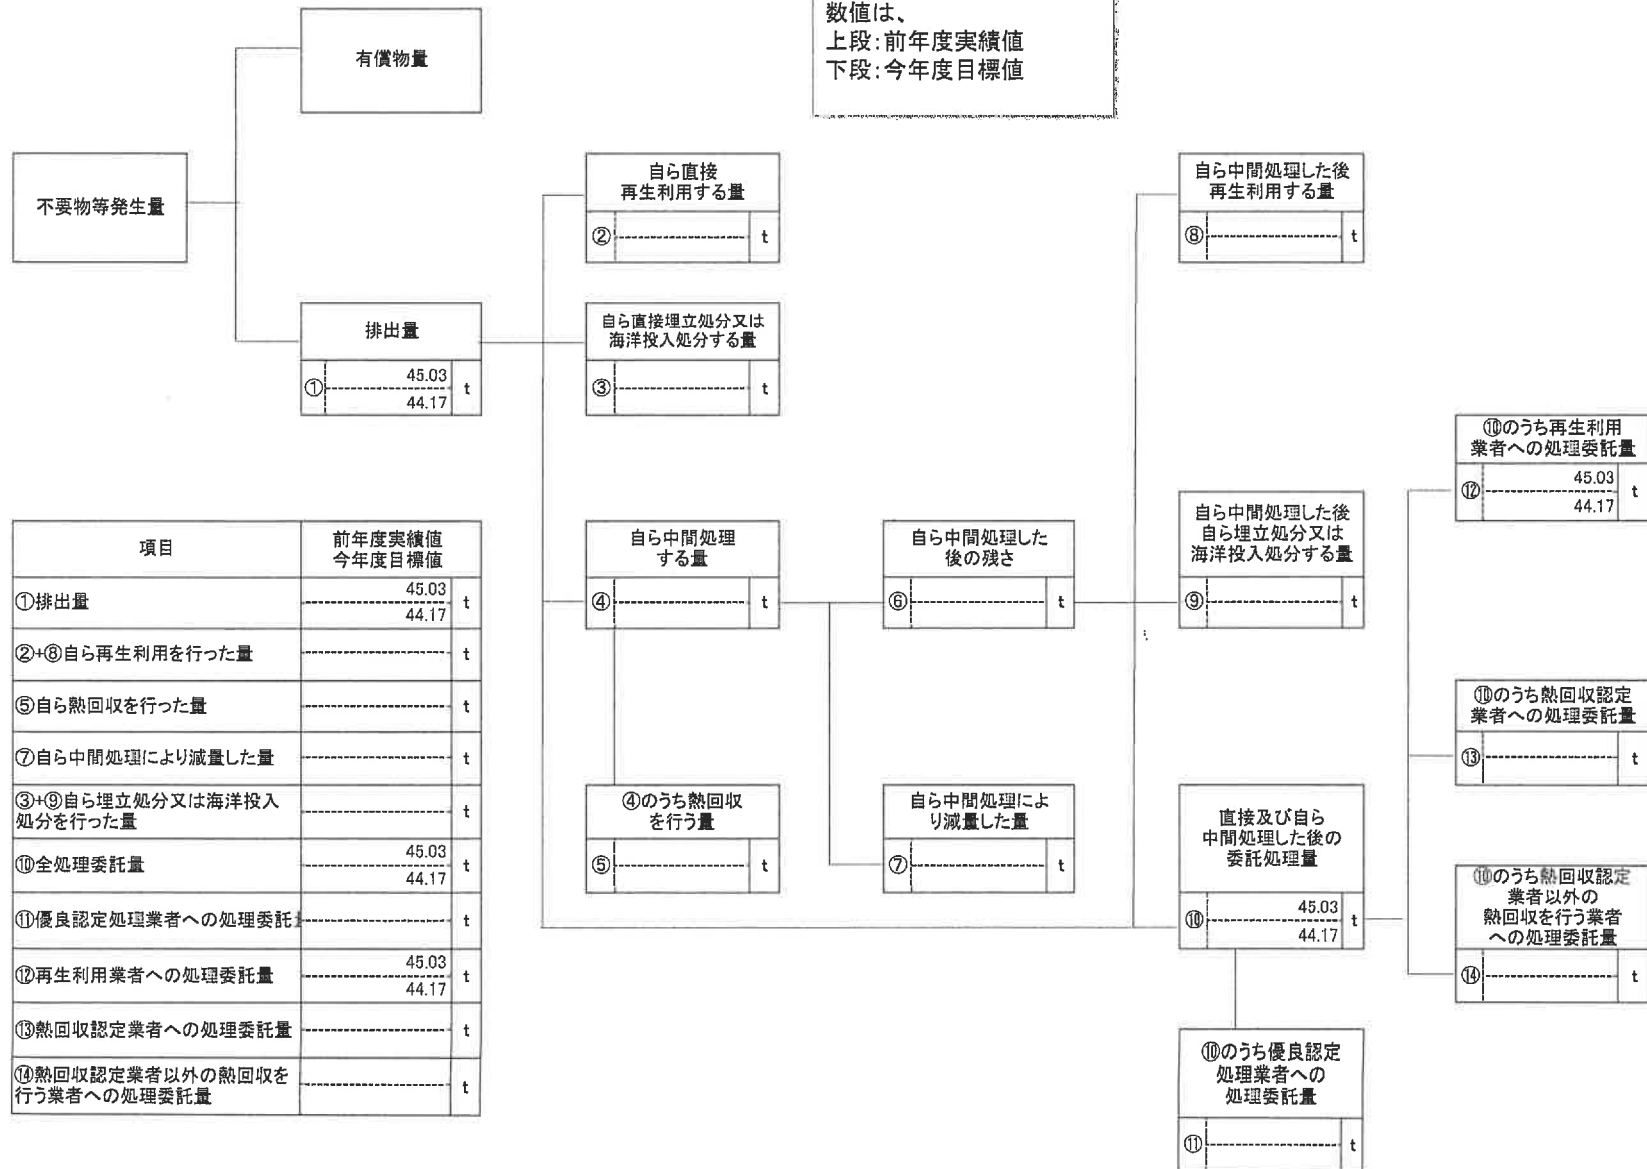 数値は、
上段:前年度実績値
下段:今年度目標値
有償物量
不要物等発生量
排出量
① 45.03 t
44.17
自ら直接
再生利用する量
② t
自ら直接埋立処分又は
海洋投入処分する量
③ t
自ら中間処理
する量
④ t
④のうち熱回収
を行う量
⑤ t
自ら中間処理した
後の残さ
⑥ t
自ら中間処理によ
り減量した量
⑦ t
自ら中間処理した後
再生利用する量
⑧ t
自ら中間処理した後
自ら埋立処分又は
海洋投入処分する量
⑨ t
直接及び自ら
中間処理した後の
委託処理量
⑩ 45.03 t
44.17
⑩のうち優良認定
処理業者への
処理委託量
⑪ t
⑩のうち再生利用
業者への処理委託量
⑫ 45.03 t
44.17
⑩のうち熱回収認定
業者への処理委託量
⑬ t
⑩のうち熱回収認定
業者以外の
熱回収を行う業者
への処理委託量
⑭ t
項目 前年度実績値
今年度目標値
①排出量 45.03 t
44.17
②+⑧自ら再生利用を行った量 t
⑤自ら熱回収を行った量 t
⑦自ら中間処理により減量した量 t
③+⑨自ら埋立処分又は海洋投入
処分を行った量 t
⑩全処理委託量 45.03 t
44.17
⑪優良認定処理業者への処理委託 t
⑫再生利用業者への処理委託量 45.03 t
44.17
⑬熱回収認定業者への処理委託量 t
⑭熱回収認定業者以外の熱回収を
行う業者への処理委託量 t